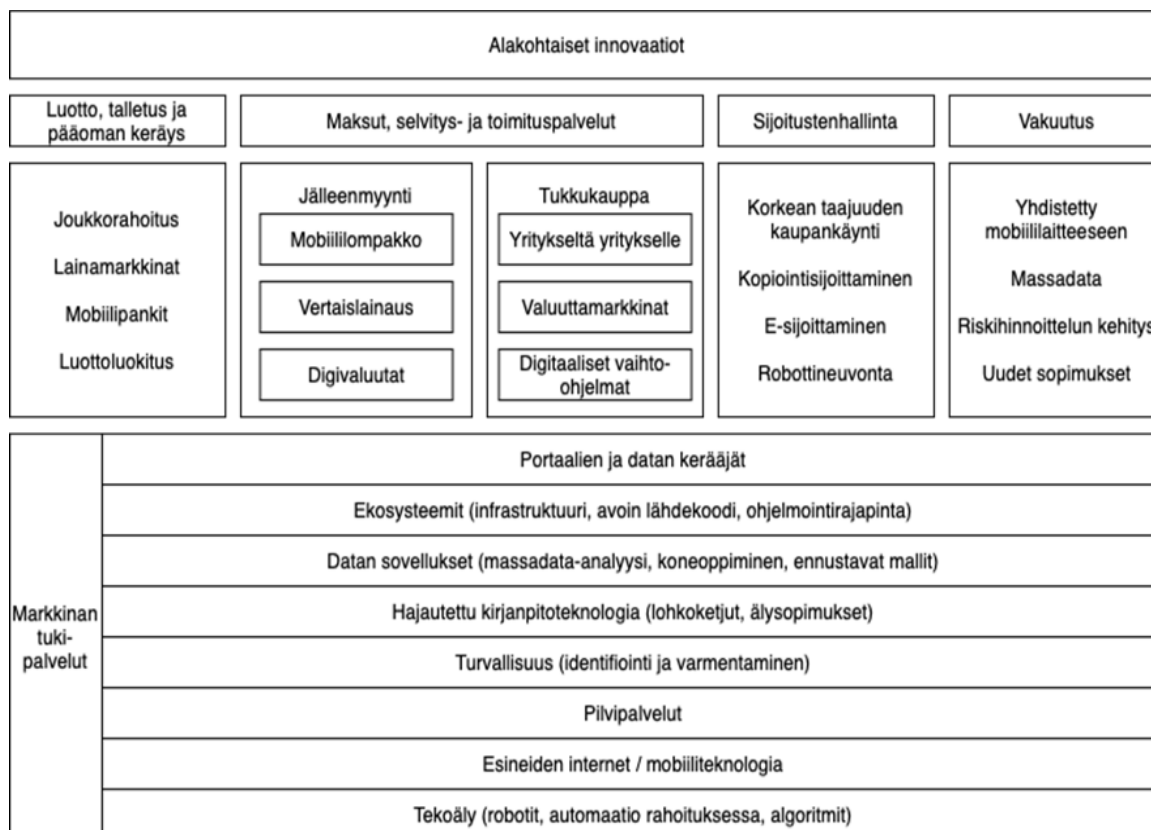 Alakohtaiset innovaatiot
Luotto, talletus ja
pääoman keräys
Maksut, selvitys- ja toimituspalvelut
Sijoitustenhallinta
Vakuutus
Joukkorahoitus
Lainamarkkinat
Mobiilipankit
Luottoluokitus
Jälleenmyynti
Mobiililompakko
Vertaislainaus
Digivaluutat
Tukkukauppa
Yritykseltä yritykselle
Valuuttamarkkinat
Digitaaliset vaihto-
ohjelmat
Korkean taajuuden
kaupankäynti
Kopiointisijoittaminen
E-sijoittaminen
Robottineuvonta
Yhdistetty
mobiililaitteeseen
Massadata
Riskihinnoittelun kehitys
Uudet sopimukset
Markkinan
tuki-
palvelut
Portaalien ja datan kerääjät
Ekosysteemit (infrastruktuuri, avoin lähdekoodi, ohjelmointirajapinta)
Datan sovellukset (massadata-analyysi, koneoppiminen, ennustavat mallit)
Hajautettu kirjanpitoteknologia (lohkoketjut, älysopimukset)
Turvallisuus (identifiointi ja varmentaminen)
Pilvipalvelut
Esineiden internet / mobiiliteknologia
Tekoäly (robotit, automaatio rahoituksessa, algoritmit)